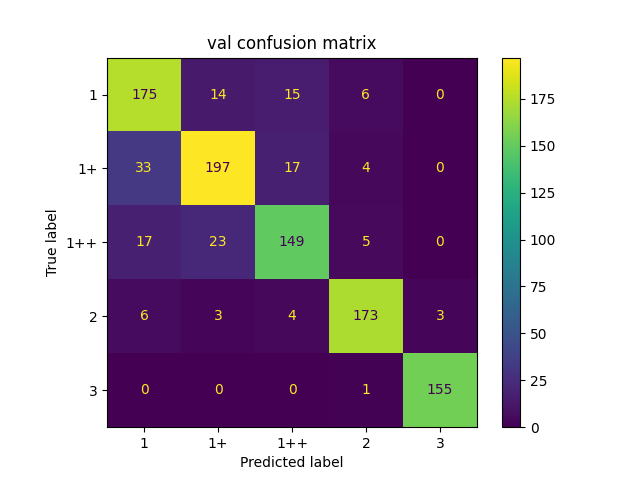 val confusion matrix
1 175 14 15 6 0
1+ 33 197 17 4 0
1++ 17 23 149 5 0
2 6 3 4 173 3
3 0 0 0 1 155
1 1+ 1++ 2 3
Predicted label
True label
175
150
125
100
75
50
25
0